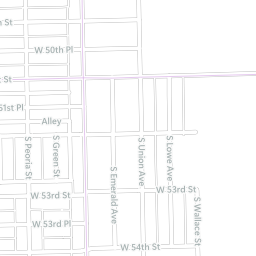 h St
W 50th Pl
t St
51st Pl
Alley
S Peoria St
S Green St
S Emerald Ave
S Union Ave
S Lowe Ave
W 53rd St
W 53rd St
S Wallace St
W 53rd Pl
W 54th St